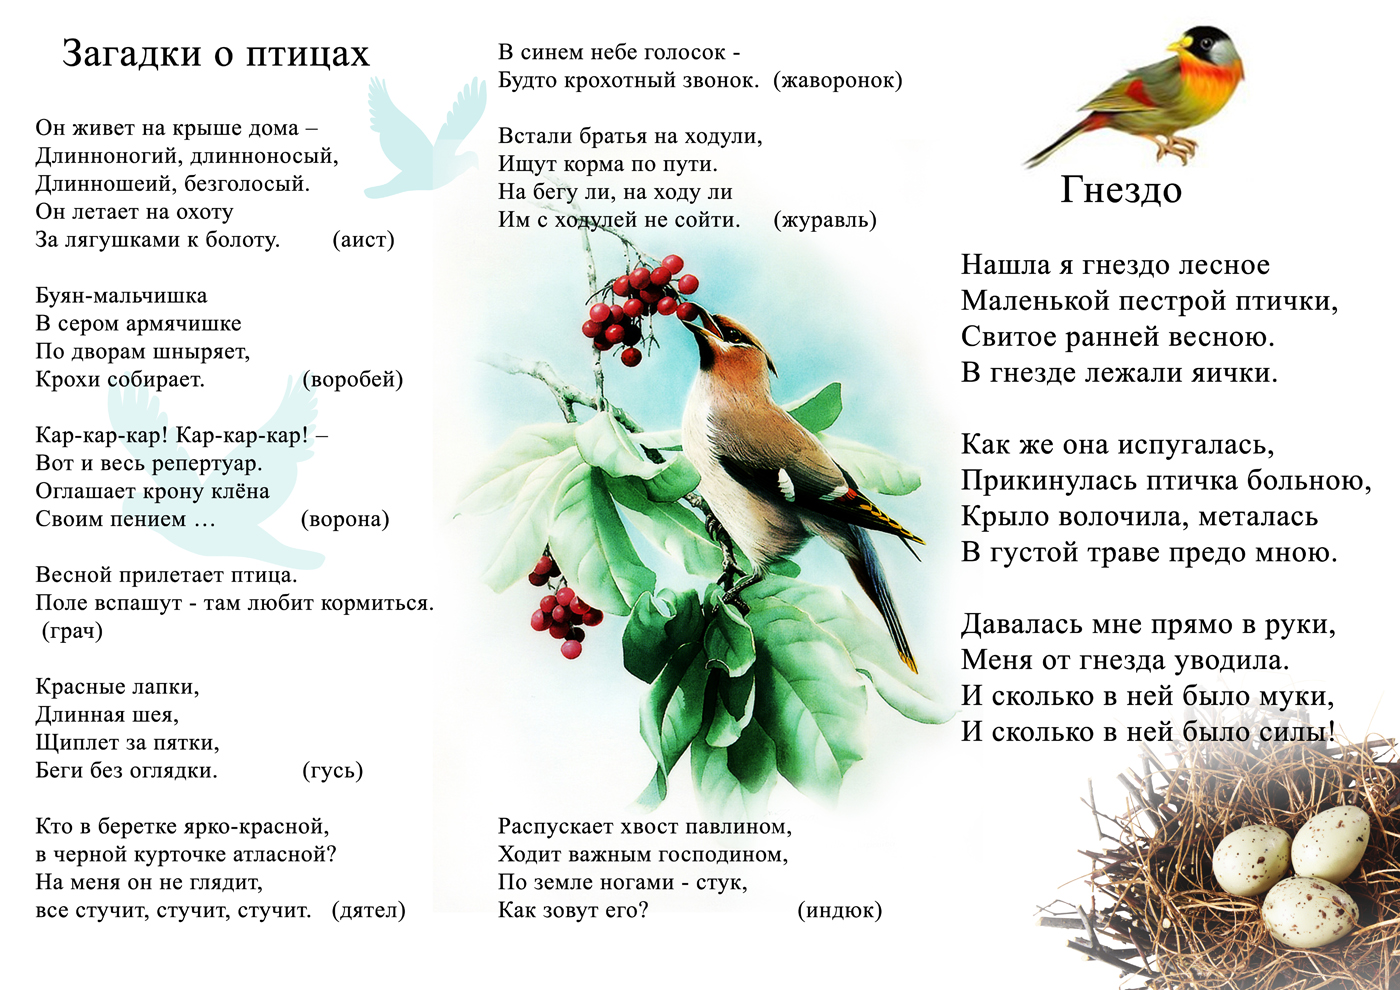 Загадки о птицах
Он живет на крыше дома –
Длинноногий, длинноносый,
Длинношеий, безголосый.
Он летает на охоту
За лягушками к болоту. (аист)
Буян-мальчишка
В сером армячишке
По дворам шныряет,
Крохи собирает. (воробей)
Кар-кар-кар! Кар-кар-кар! –
Вот и весь репертуар.
Оглашает крону клёна
Своим пением … (ворона)
Весной прилетает птица.
Поле вспашут - там любит кормиться.
(грач)
Красные лапки,
Длинная шея,
Щиплет за пятки,
Беги без оглядки. (гусь)
Кто в беретке ярко-красной,
в черной курточке атласной?
На меня он не глядит,
все стучит, стучит, стучит. (дятел)
В синем небе голосок -
Будто крохотный звонок. (жаворонок)
Встали братья на ходули,
Ищут корма по пути.
На бегу ли, на ходу ли
Им с ходулей не сойти. (журавль)
Распускает хвост павлином,
Ходит важным господином,
По земле ногами - стук,
Как зовут его? (индюк)
Гнездо
Нашла я гнездо лесное
Маленькой пестрой птички,
Свитое ранней весною.
В гнезде лежали яички.
Как же она испугалась,
Прикинулась птичка больною,
Крыло волочила, металась
В густой траве предо мною.
Давалась мне прямо в руки,
Меня от гнезда уводила.
И сколько в ней было муки,
И сколько в ней было силы!